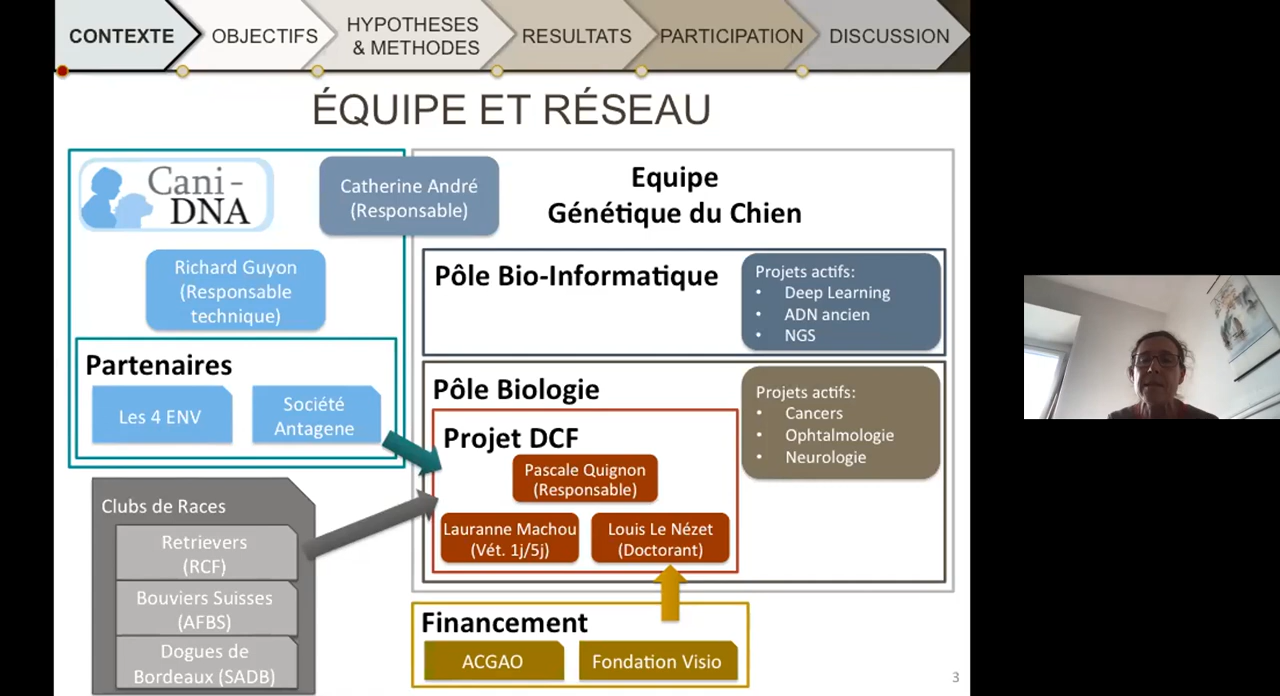 CONTEXTE
OBJECTIFS
HYPOTHESES
& METHODES
RESULTATS
PARTICIPATION
DISCUSSION
ÉQUIPE ET RÉSEAU
Cani-
DNA
Catherine André
(Responsable)
Richard Guyon
(Responsable
technique)
Partenaires
Les 4 ENV
Société
Antagene
Clubs de Races
Retrievers
(RCF)
Bouviers Suisses
(AFBS)
Dogues de
Bordeaux (SADB)
Equipe
Génétique du Chien
Pôle Bio-Informatique
Projets actifs:
• Deep Learning
• ADN ancien
• NGS
Pôle Biologie
Projets actifs:
• Cancers
• Ophtalmologie
• Neurologie
Projet DCF
Pascale Quignon
(Responsable)
Lauranne Machou
(Vét. 1j/5j)
Louis Le Nézet
(Doctorant)
Financement
ACGAO
Fondation Visio
3